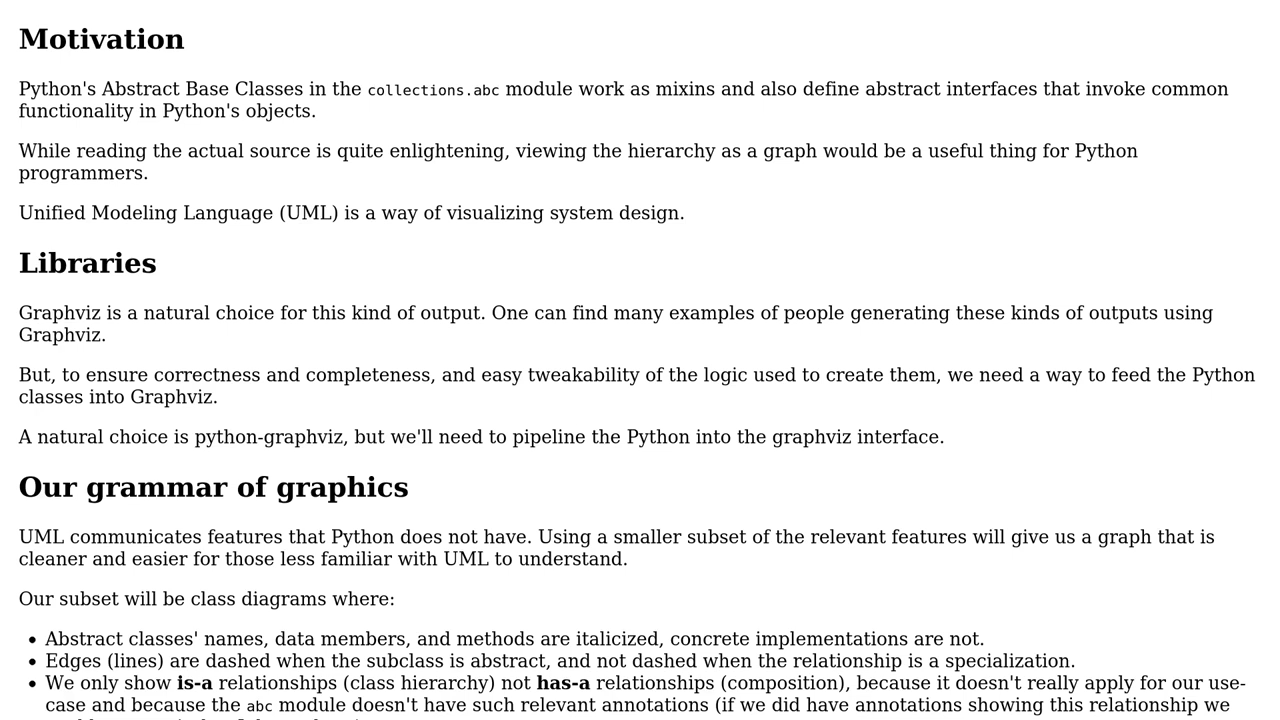 Motivation
Python's Abstract Base Classes in the collections.abc module work as mixins and also define abstract interfaces that invoke common
functionality in Python's objects.
While reading the actual source is quite enlightening, viewing the hierarchy as a graph would be a useful thing for Python
programmers.
Unified Modeling Language (UML) is a way of visualizing system design.
Libraries
Graphviz is a natural choice for this kind of output. One can find many examples of people generating these kinds of outputs using
Graphviz.
But, to ensure correctness and completeness, and easy tweakability of the logic used to create them, we need a way to feed the Python
classes into Graphviz.
A natural choice is python-graphviz, but we'll need to pipeline the Python into the graphviz interface.
Our grammar of graphics
UML communicates features that Python does not have. Using a smaller subset of the relevant features will give us a graph that is
cleaner and easier for those less familiar with UML to understand.
Our subset will be class diagrams where:
• Abstract classes' names, data members, and methods are italicized, concrete implementations are not.
• Edges (lines) are dashed when the subclass is abstract, and not dashed when the relationship is a specialization.
• We only show is-a relationships (class hierarchy) not has-a relationships (composition), because it doesn't really apply for our use-
case and because the abc module doesn't have such relevant annotations (if we did have annotations showing this relationship we